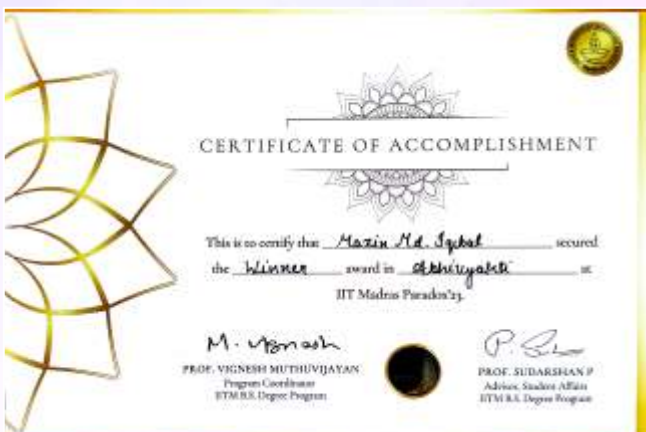 CERTIFICATE OF ACCOMPLISHMENT
This is to certify that Mazin Md. Iqbal secured
the Winner award in Abhivyakti at
IIT Madras Paradox'23.
M. Vignesh
PROF. VIGNESH MUTHUVIJAYAN
Program Coordinator
IITM B.S. Degree Program
PROF. SUDARSHAN P
Advisor, Student Affairs
IITM B.S. Degree Program